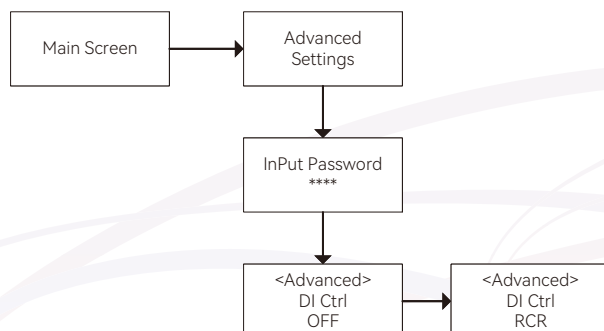 Main Screen
Advanced
Settings
InPut Password
****
<Advanced>
DI Ctrl
OFF
<Advanced>
DI Ctrl
RCR